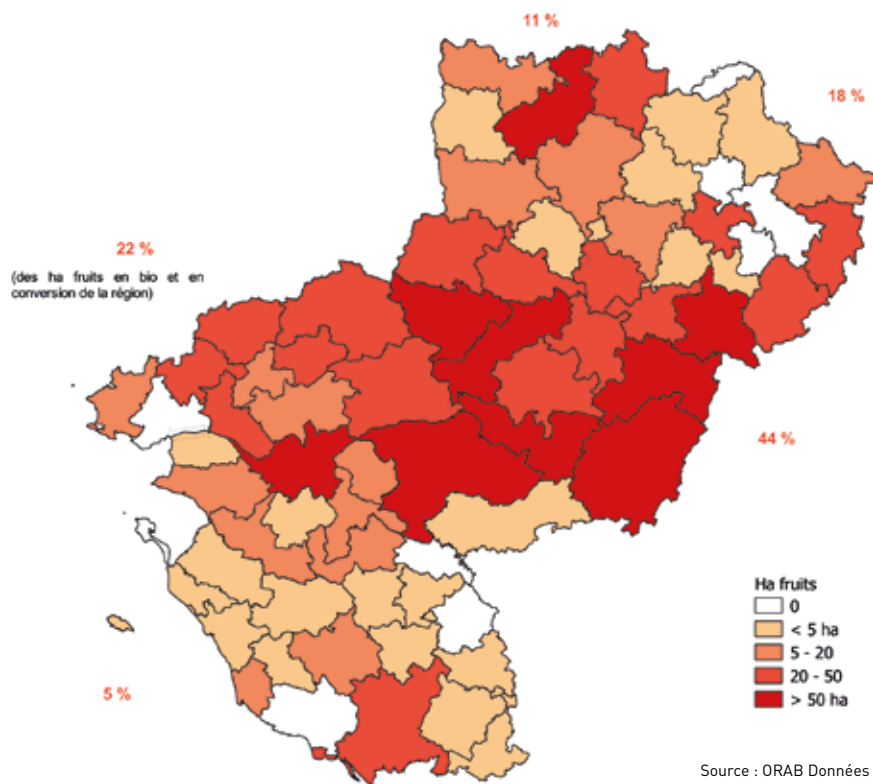 11 %
18 %
22 %
(des ha fruits en bio et en
conversion de la région)
44 %
5 %
Ha fruits
0
< 5 ha
5 - 20
20 - 50
> 50 ha
Source : ORAB Données